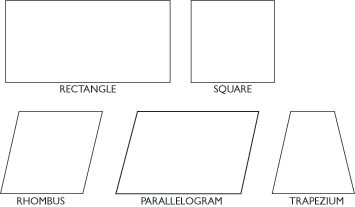 RECTANGLE
SQUARE
RHOMBUS
PARALLELOGRAM
TRAPEZIUM